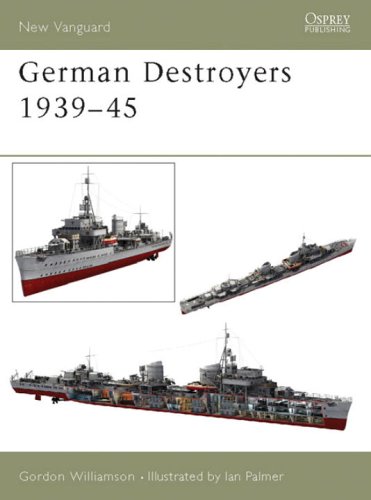 New Vanguard
OSPREY
PUBLISHING
German Destroyers
1939–45
Gordon Williamson • Illustrated by Ian Palmer